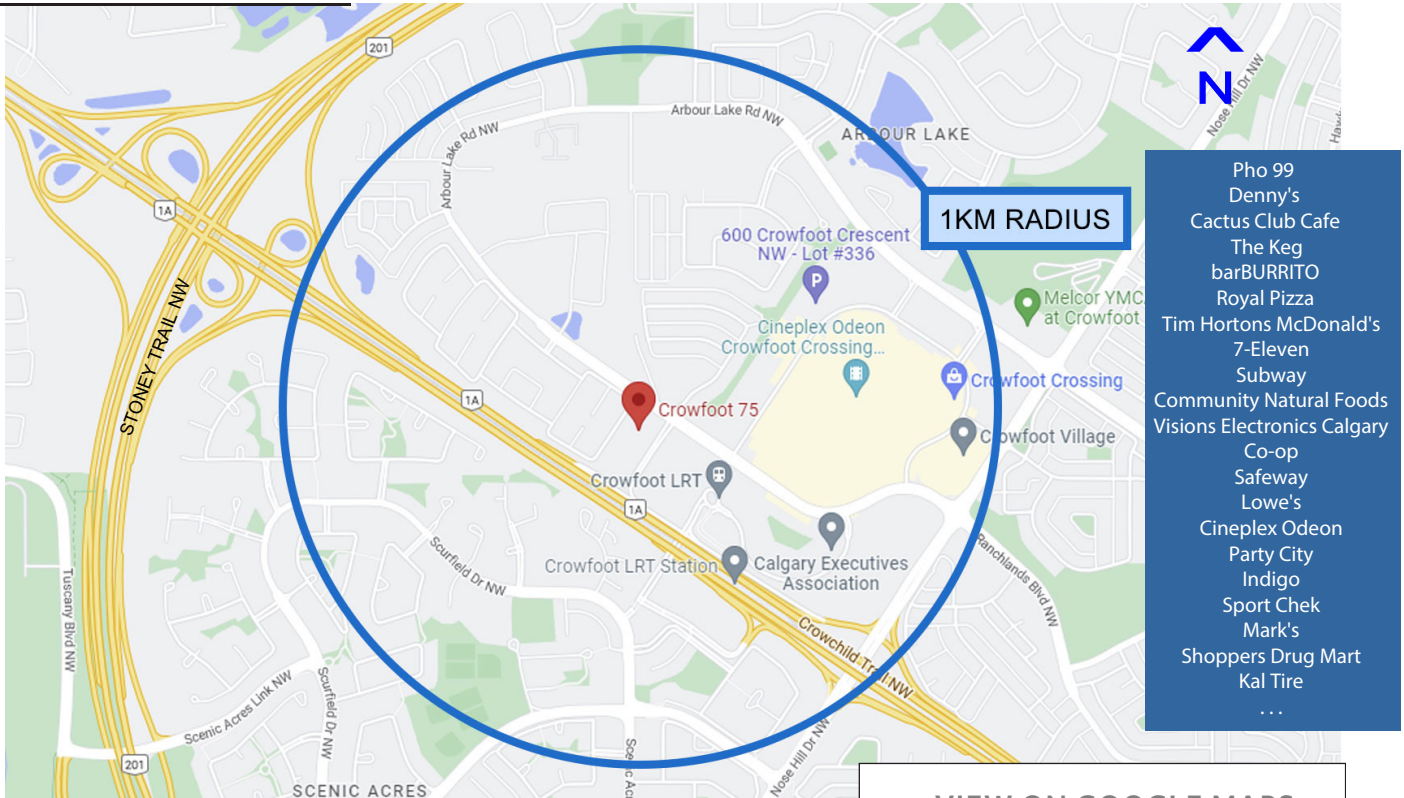 201
N
Nose Hill Dr NW
Arbour Lake Rd NW
Arbour Lake Rd NW
ARBOUR LAKE
1A
STONEY TRAIL NW
1KM RADIUS
600 Crowfoot Crescent
NW - Lot #336
P
Melcor YMC
at Crowfoot
Cineplex Odeon
Crowfoot Crossing...
Crowfoot Crossing
1A
Crowfoot 75
Crowfoot Village
Crowfoot LRT
1A
Scurfield Dr NW
Crowfoot LRT Station
Calgary Executives
Association
Ranchlands Blvd NW
Tuscany Blvd NW
Crowchild Trail NW
Scurfield Dr NW
Scenic Acres Link NW
Nose Hill Dr NW
201
SCENIC ACRES
Pho 99
Denny's
Cactus Club Cafe
The Keg
barBURRITO
Royal Pizza
Tim Hortons McDonald's
7-Eleven
Subway
Community Natural Foods
Visions Electronics Calgary
Co-op
Safeway
Lowe's
Cineplex Odeon
Party City
Indigo
Sport Chek
Mark's
Shoppers Drug Mart
Kal Tire
. . .
VIEW ON GOOGLE MAPS